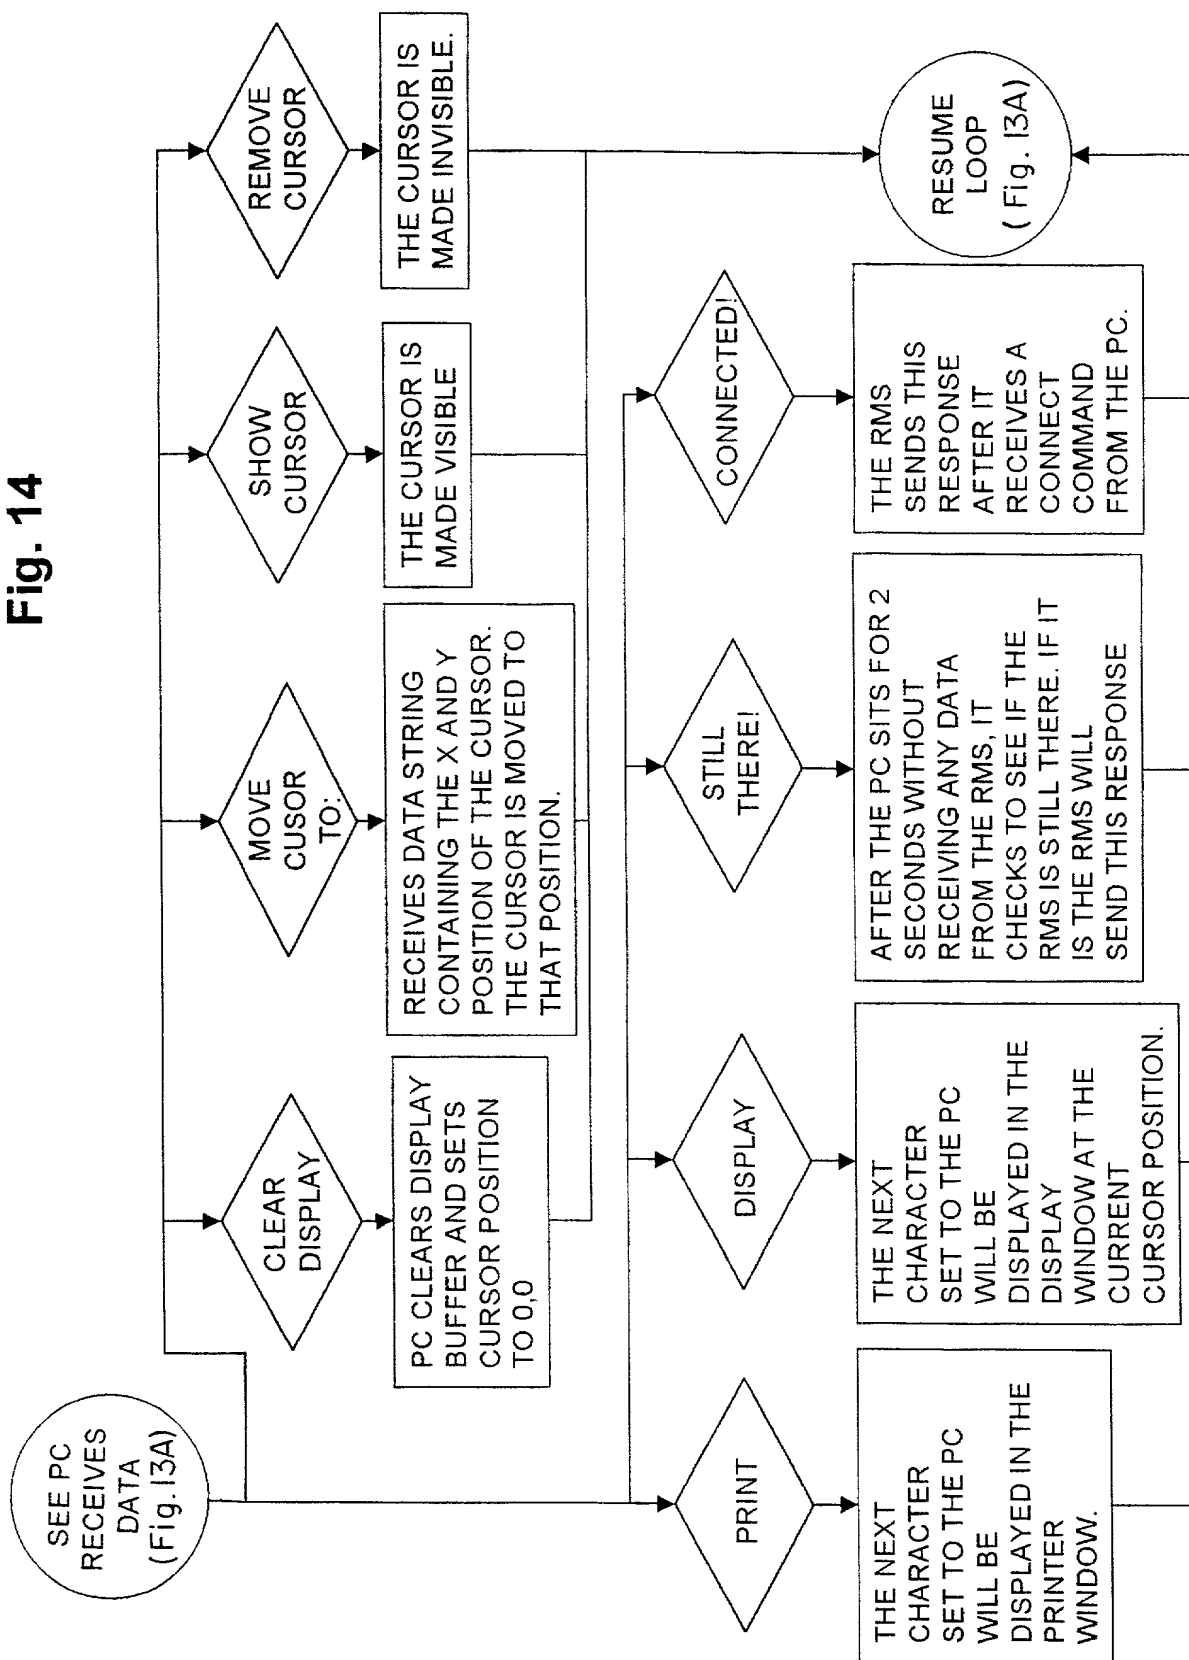 Fig. 14
SEE PC
RECEIVES
DATA
(Fig. 13A)
CLEAR
DISPLAY
PC CLEARS DISPLAY
BUFFER AND SETS
CURSOR POSITION
TO 0,0
MOVE
CUSOR
TO:
RECEIVES DATA STRING
CONTAINING THE X AND Y
POSITION OF THE CURSOR.
THE CURSOR IS MOVED TO
THAT POSITION.
SHOW
CURSOR
THE CURSOR IS
MADE VISIBLE
REMOVE
CURSOR
THE CURSOR IS
MADE INVISIBLE.
PRINT
THE NEXT
CHARACTER
SET TO THE PC
WILL BE
DISPLAYED IN THE
PRINTER
WINDOW.
DISPLAY
THE NEXT
CHARACTER
SET TO THE PC
WILL BE
DISPLAYED IN THE
DISPLAY
WINDOW AT THE
CURRENT
CURSOR POSITION.
STILL
THERE!
AFTER THE PC SITS FOR 2
SECONDS WITHOUT
RECEIVING ANY DATA
FROM THE RMS, IT
CHECKS TO SEE IF THE
RMS IS STILL THERE. IF IT
IS THE RMS WILL
SEND THIS RESPONSE
CONNECTED!
THE RMS
SENDS THIS
RESPONSE
AFTER IT
RECEIVES A
CONNECT
COMMAND
FROM THE PC.
RESUME
LOOP
( Fig. 13A)